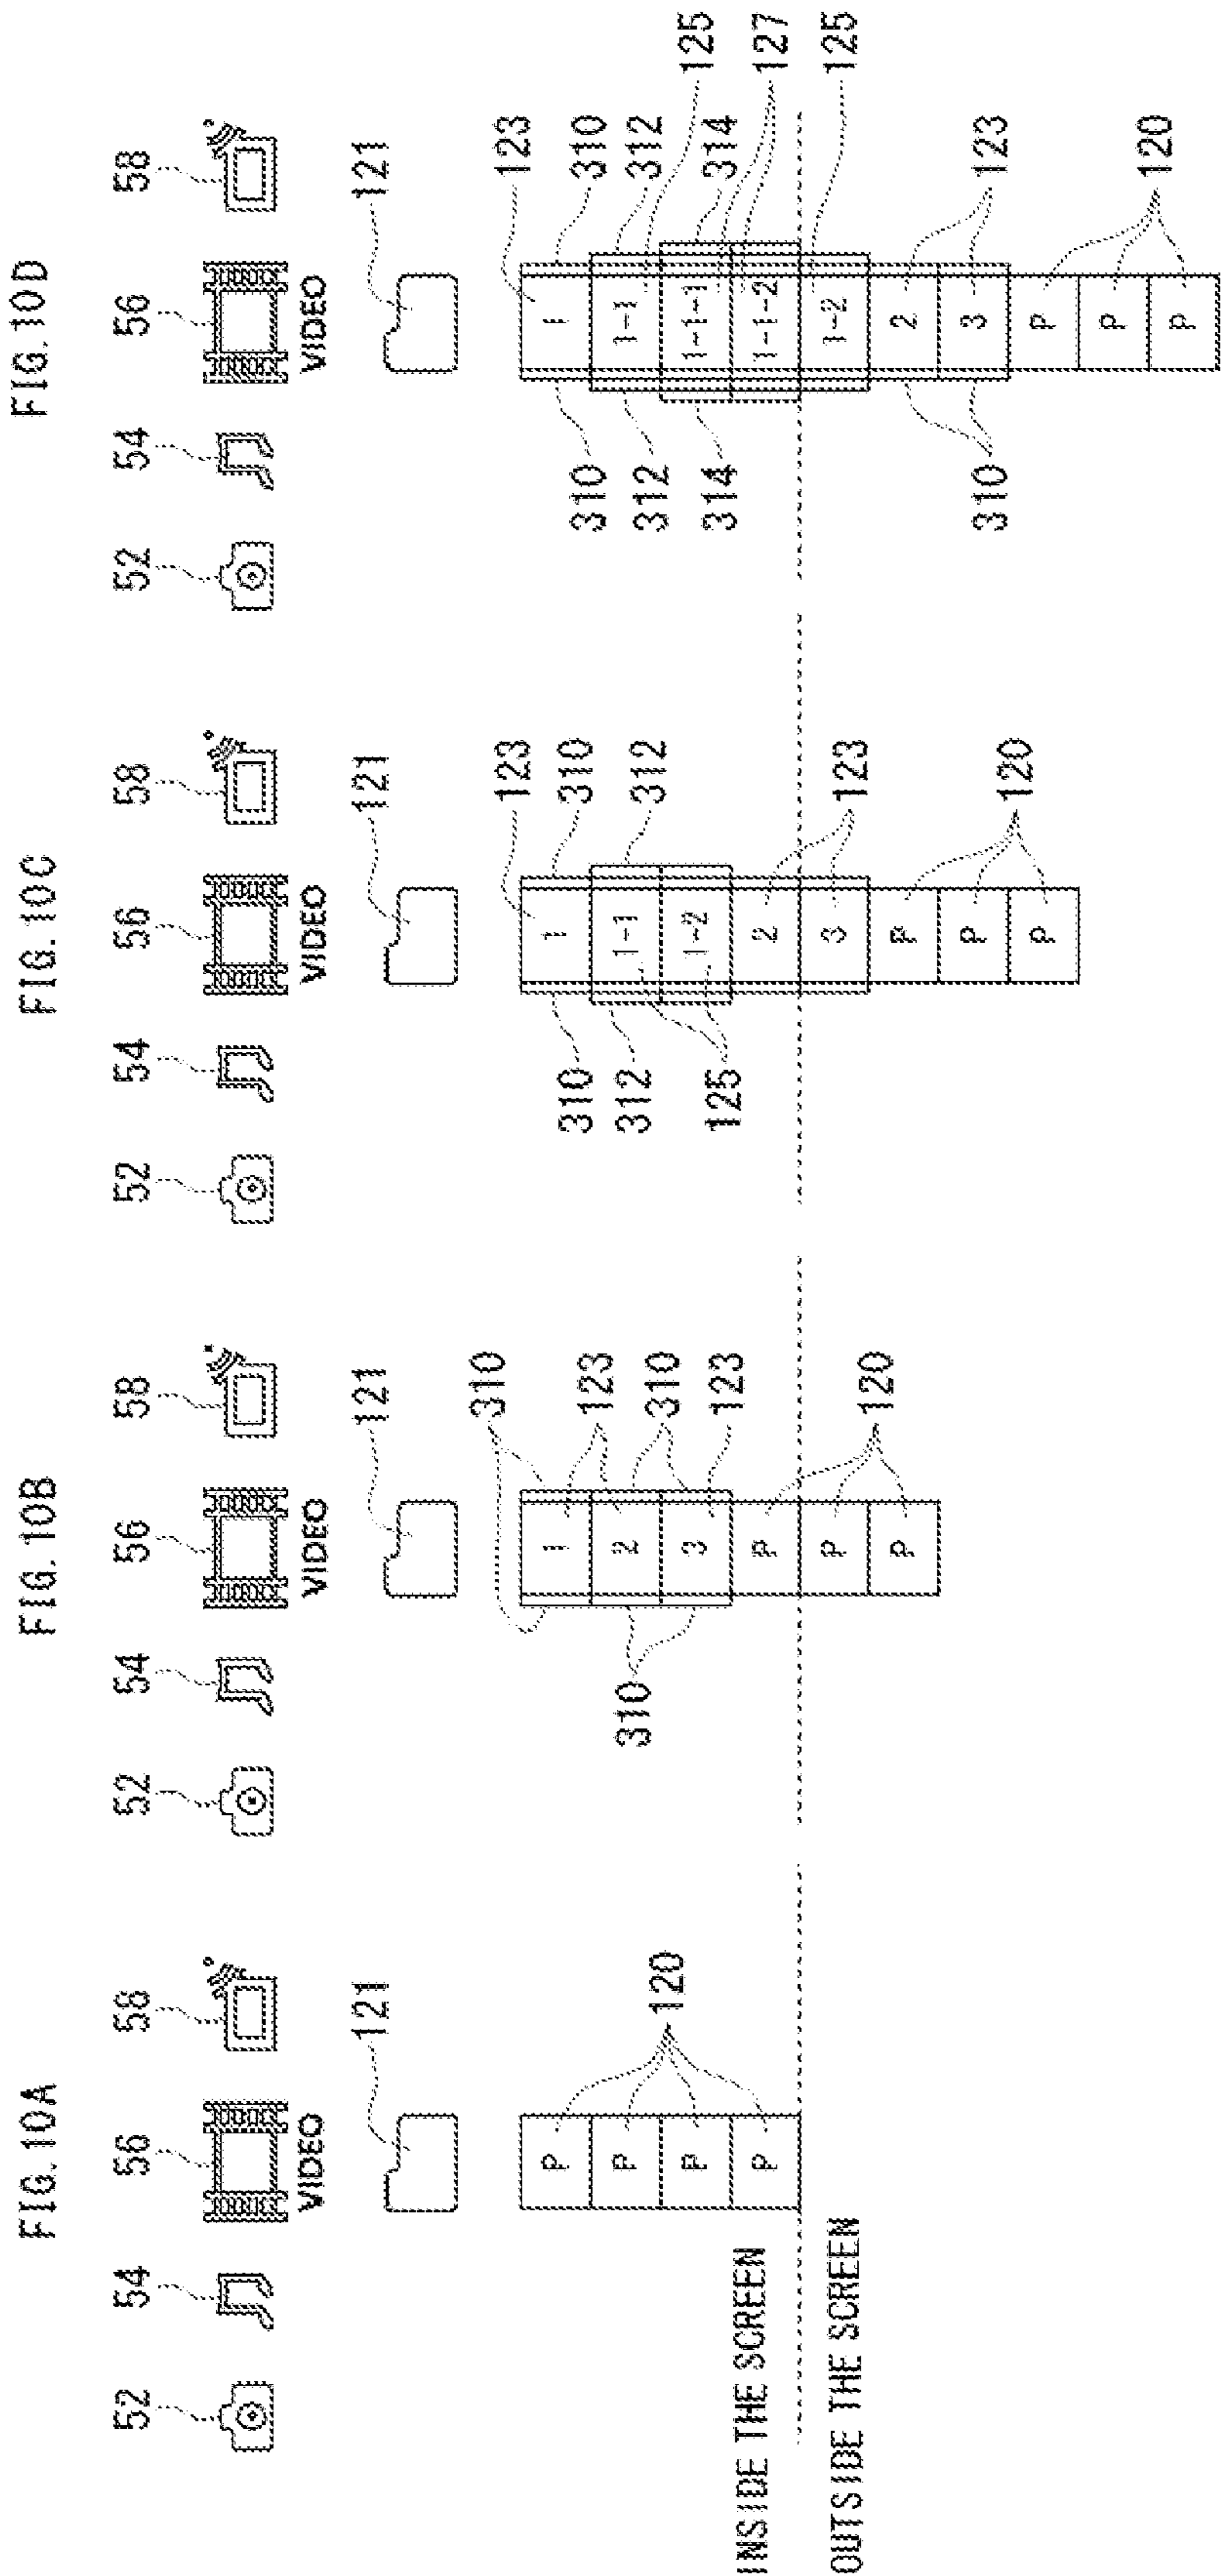 FIG.10A
52
54
56
58
VIDEO
121
P
P
P
P
120
INSIDE THE SCREEN
OUTSIDE THE SCREEN
FIG.10B
52
54
56
58
VIDEO
121
310
1
123
2
310
310
3
123
P
P
P
120
FIG.10C
52
54
56
58
VIDEO
121
123
310
1
310
312
1-1
312
125
1-2
2
3
123
P
P
P
120
FIG.10D
52
54
56
58
VIDEO
121
123
310
1
310
312
1-1
312
125
314
1-1-1
314
127
1-1-2
1-2
125
2
3
310
123
P
P
P
120